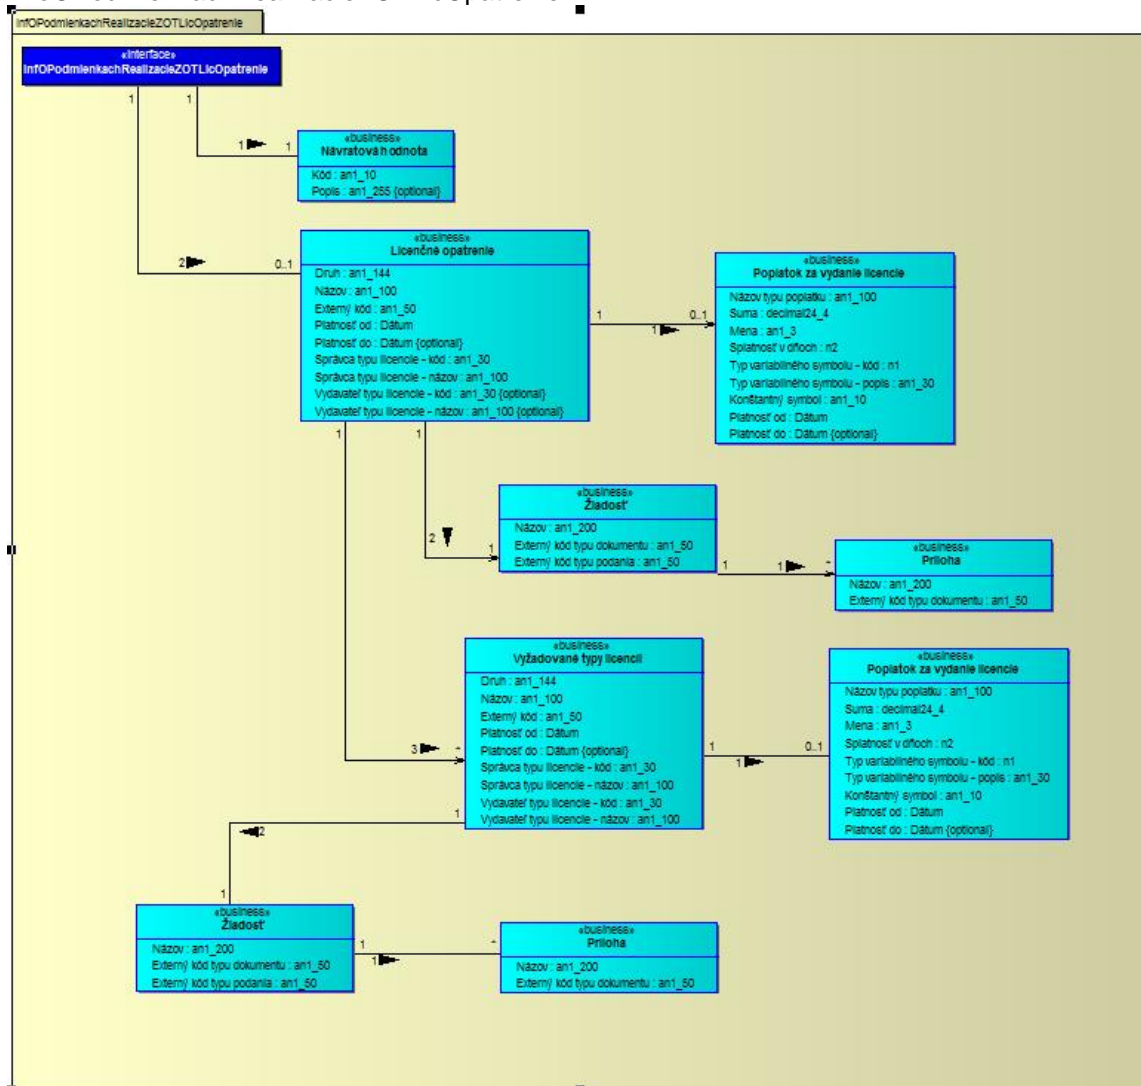 InfOPodmienkachRealizacieZOTLicOpatrenie
«interface»
InfOPodmienkachRealizacieZOTLicOpatrenie
1
1
1
1
«business»
Návratová hodnota
Kód : an1_10
Popis : an1_255 {optional}
2
0..1
«business»
Licenčné opatrenie
Druh : an1_144
Názov : an1_100
Externý kód : an1_50
Platnosť od : Dátum
Platnosť do : Dátum {optional}
Správca typu licencie - kód : an1_30
Správca typu licencie - názov : an1_100
Vydavateľ typu licencie - kód : an1_30 {optional}
Vydavateľ typu licencie - názov : an1_100 {optional}
1
1
0..1
«business»
Poplatok za vydanie licencie
Názov typu poplatku : an1_100
Suma : decimal24_4
Mena : an1_3
Splatnosť v dňoch : n2
Typ variabilného symbolu - kód : n1
Typ variabilného symbolu - popis : an1_30
Konštantný symbol : an1_10
Platnosť od : Dátum
Platnosť do : Dátum {optional}
1
1
2
1
«business»
Žiadosť
Názov : an1_200
Externý kód typu dokumentu : an1_50
Externý kód typu podania : an1_50
1
1
*
«business»
Príloha
Názov : an1_200
Externý kód typu dokumentu : an1_50
3
*
«business»
Vyžadované typy licencií
Druh : an1_144
Názov : an1_100
Externý kód : an1_50
Platnosť od : Dátum
Platnosť do : Dátum {optional}
Správca typu licencie - kód : an1_30
Správca typu licencie - názov : an1_100
Vydavateľ typu licencie - kód : an1_30
Vydavateľ typu licencie - názov : an1_100
1
1
0..1
«business»
Poplatok za vydanie licencie
Názov typu poplatku : an1_100
Suma : decimal24_4
Mena : an1_3
Splatnosť v dňoch : n2
Typ variabilného symbolu - kód : n1
Typ variabilného symbolu - popis : an1_30
Konštantný symbol : an1_10
Platnosť od : Dátum
Platnosť do : Dátum {optional}
1
2
1
«business»
Žiadosť
Názov : an1_200
Externý kód typu dokumentu : an1_50
Externý kód typu podania : an1_50
1
1
*
«business»
Príloha
Názov : an1_200
Externý kód typu dokumentu : an1_50